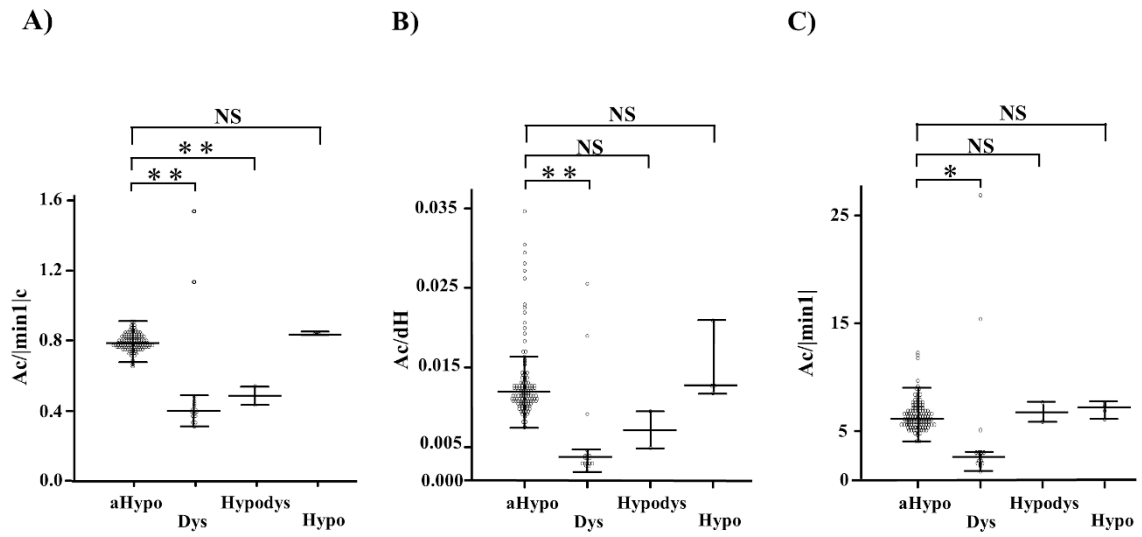 A)
B)
C)
NS
* *
* *
1.6
1.2
0.8
0.4
0.0
Ac/|min1|c
aHypo
Dys
Hypodys
Hypo
NS
NS
* *
0.035
0.025
0.015
0.005
0.000
Ac/dH
aHypo
Dys
Hypodys
Hypo
NS
NS
*
25
15
5
0
Ac/|min1|
aHypo
Dys
Hypodys
Hypo